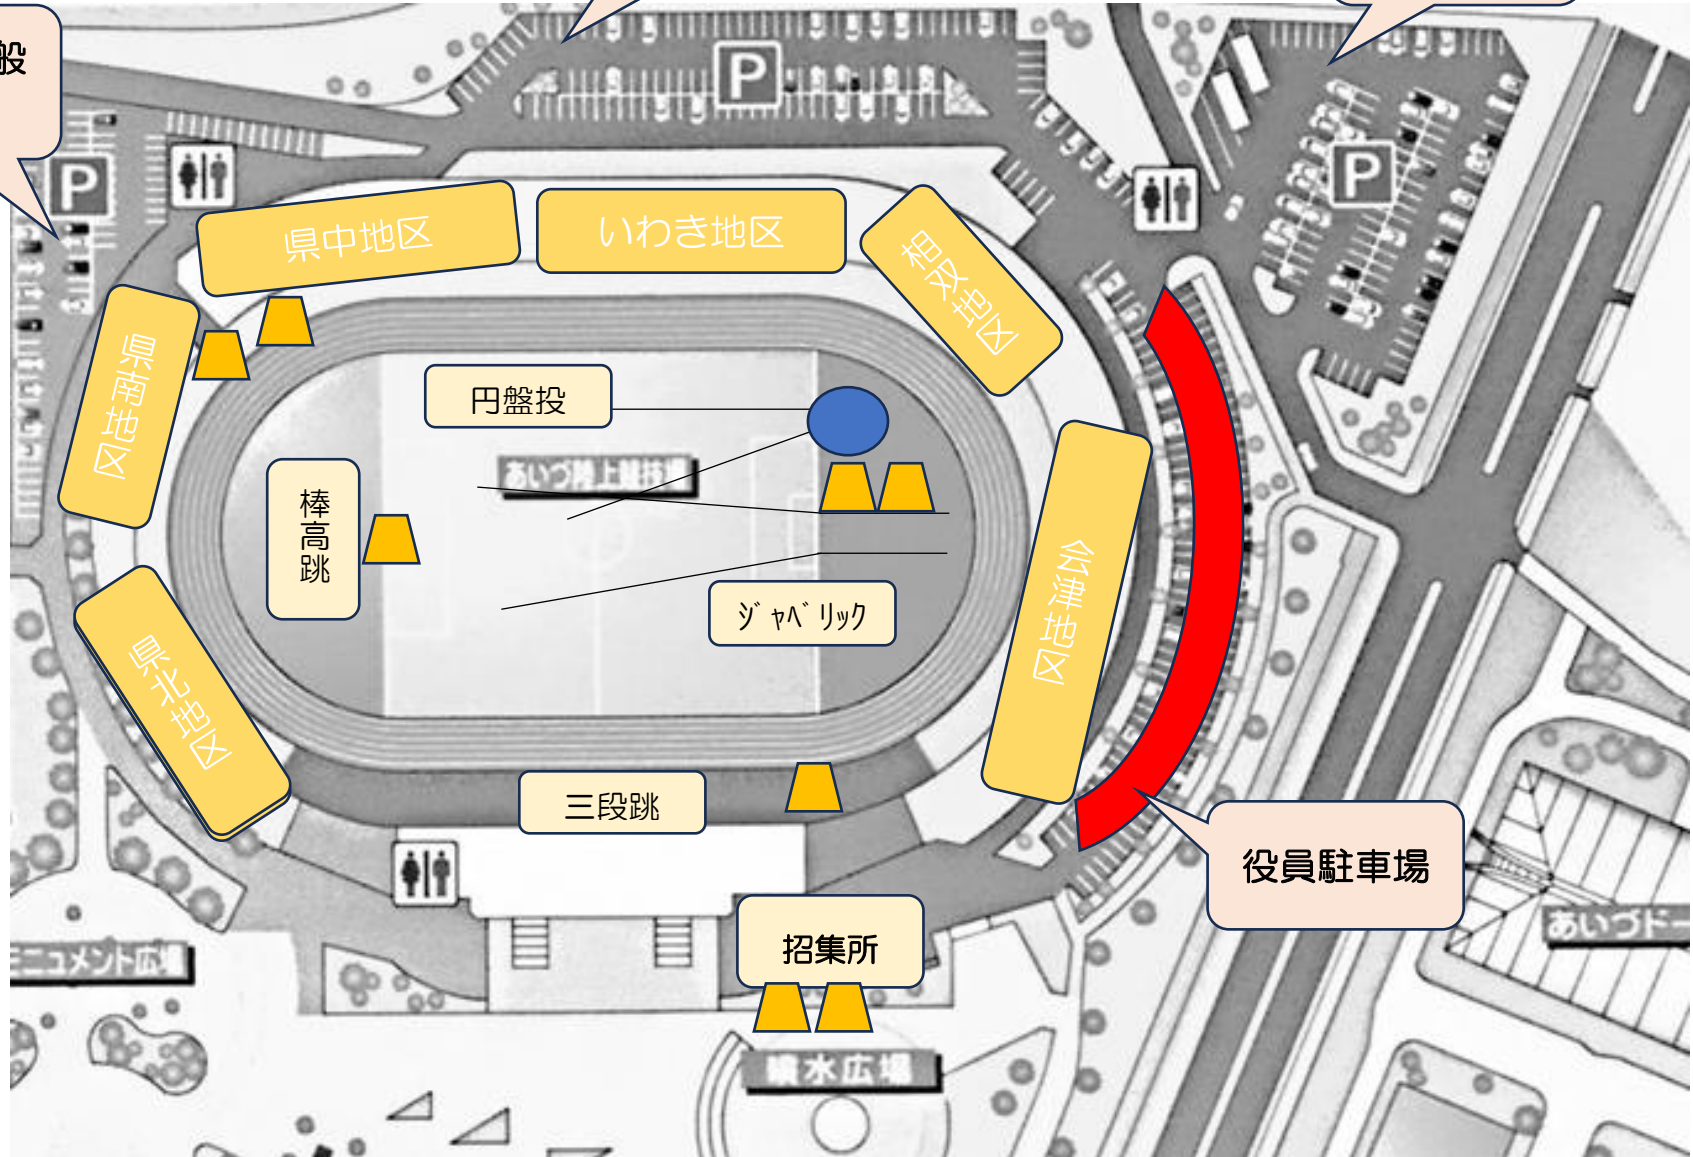 般
P
P
P
県中地区
いわき地区
相双地区
県南地区
円盤投
あいづ陸上競技場
棒高跳
ｼﾞｬﾍﾞﾘｯｸ
会津地区
県北地区
三段跳
役員駐車場
招集所
モニュメント広場
噴水広場
あいづドー